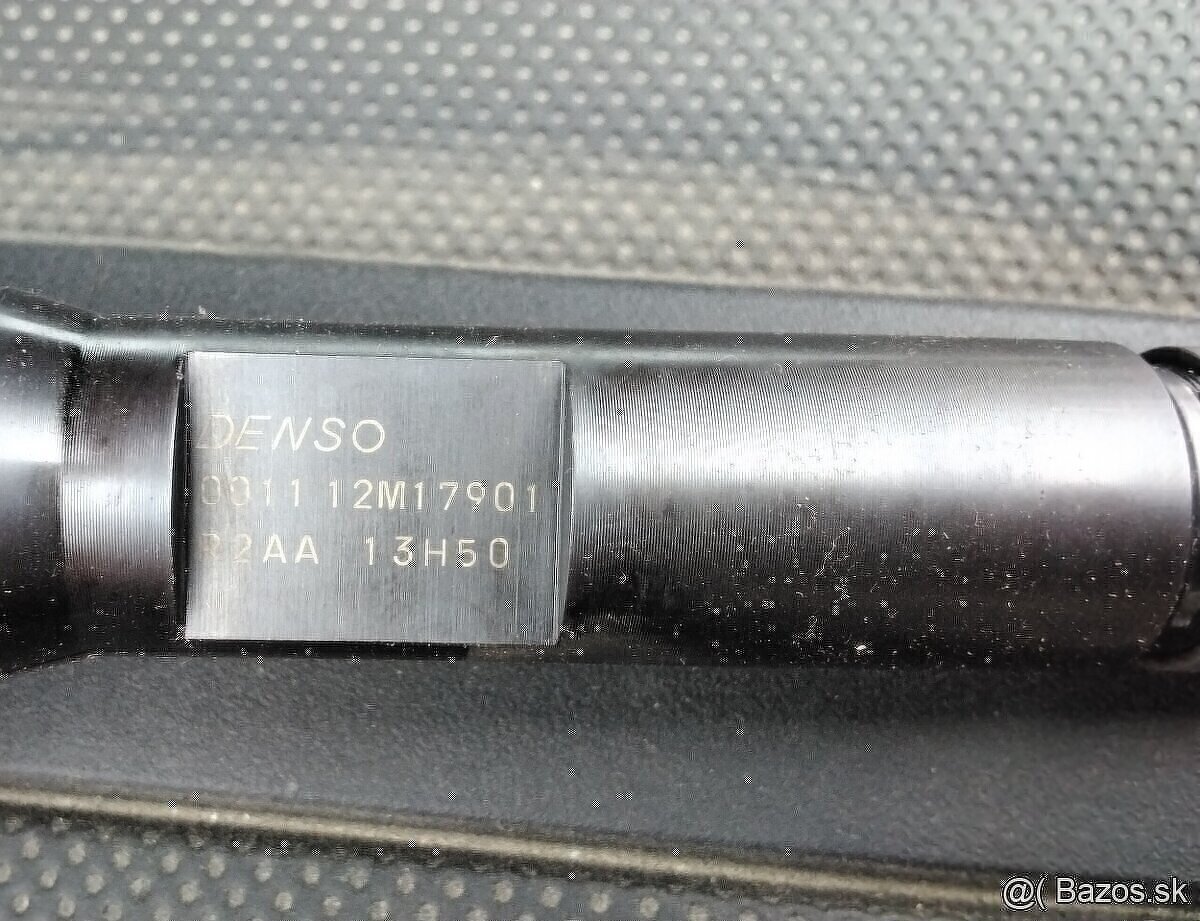 DENSO
0011 12M17901
R2AA 13H50
@( Bazos.sk